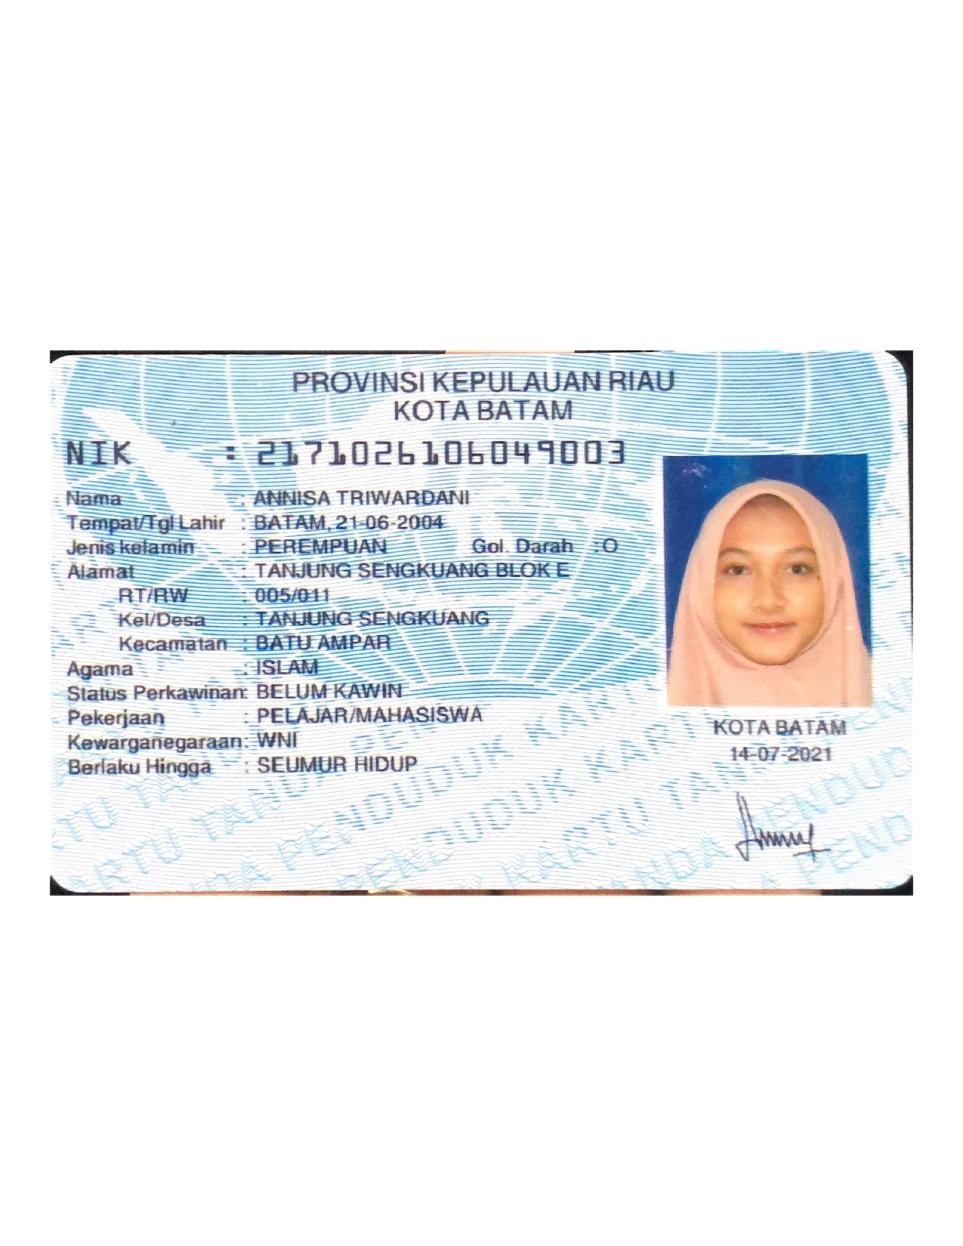 PROVINSI KEPULAUAN RIAU
KOTA BATAM
NIK : 2171026106049003
Nama : ANNISA TRIWARDANI
Tempat/Tgl Lahir : BATAM, 21-06-2004
Jenis kelamin : PEREMPUAN Gol. Darah : O
Alamat : TANJUNG SENGKUANG BLOK E
RT/RW : 005/011
Kel/Desa : TANJUNG SENGKUANG
Kecamatan : BATU AMPAR
Agama : ISLAM
Status Perkawinan: BELUM KAWIN
Pekerjaan : PELAJAR/MAHASISWA
Kewarganegaraan: WNI
Berlaku Hingga : SEUMUR HIDUP
KOTA BATAM
14-07-2021